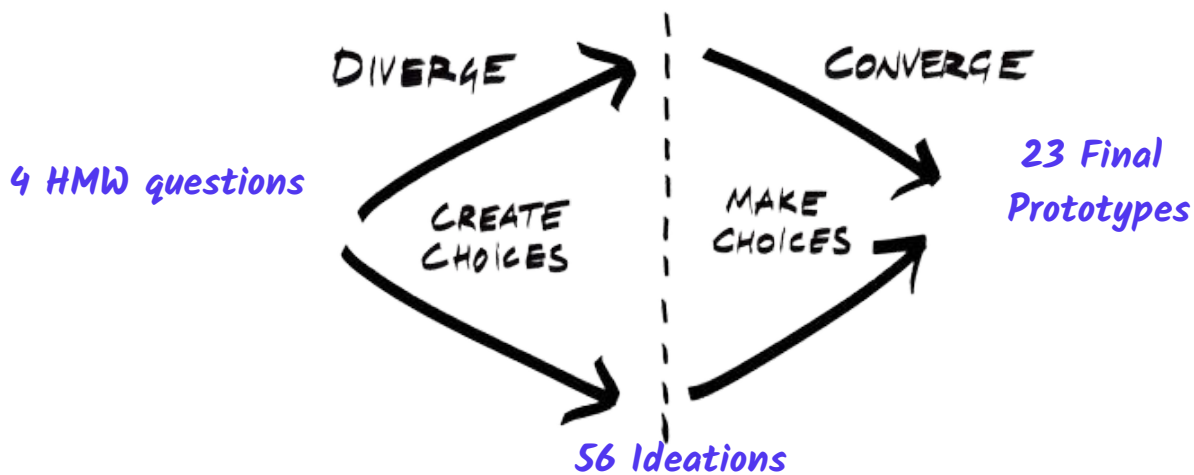 DIVERGE
CONVERGE
4 HMW questions
CREATE
CHOICES
MAKE
CHOICES
23 Final
Prototypes
56 Ideations